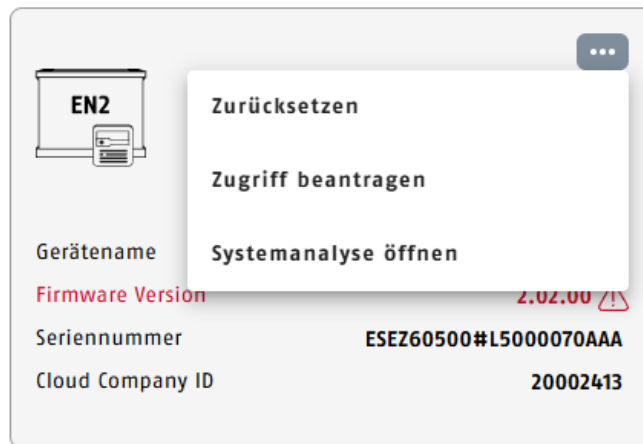 •••
EN2
Zurücksetzen
Zugriff beantragen
Systemanalyse öffnen
Gerätename
Firmware Version 2.02.00
Seriennummer ESEZ60500#L5000070AAA
Cloud Company ID 20002413